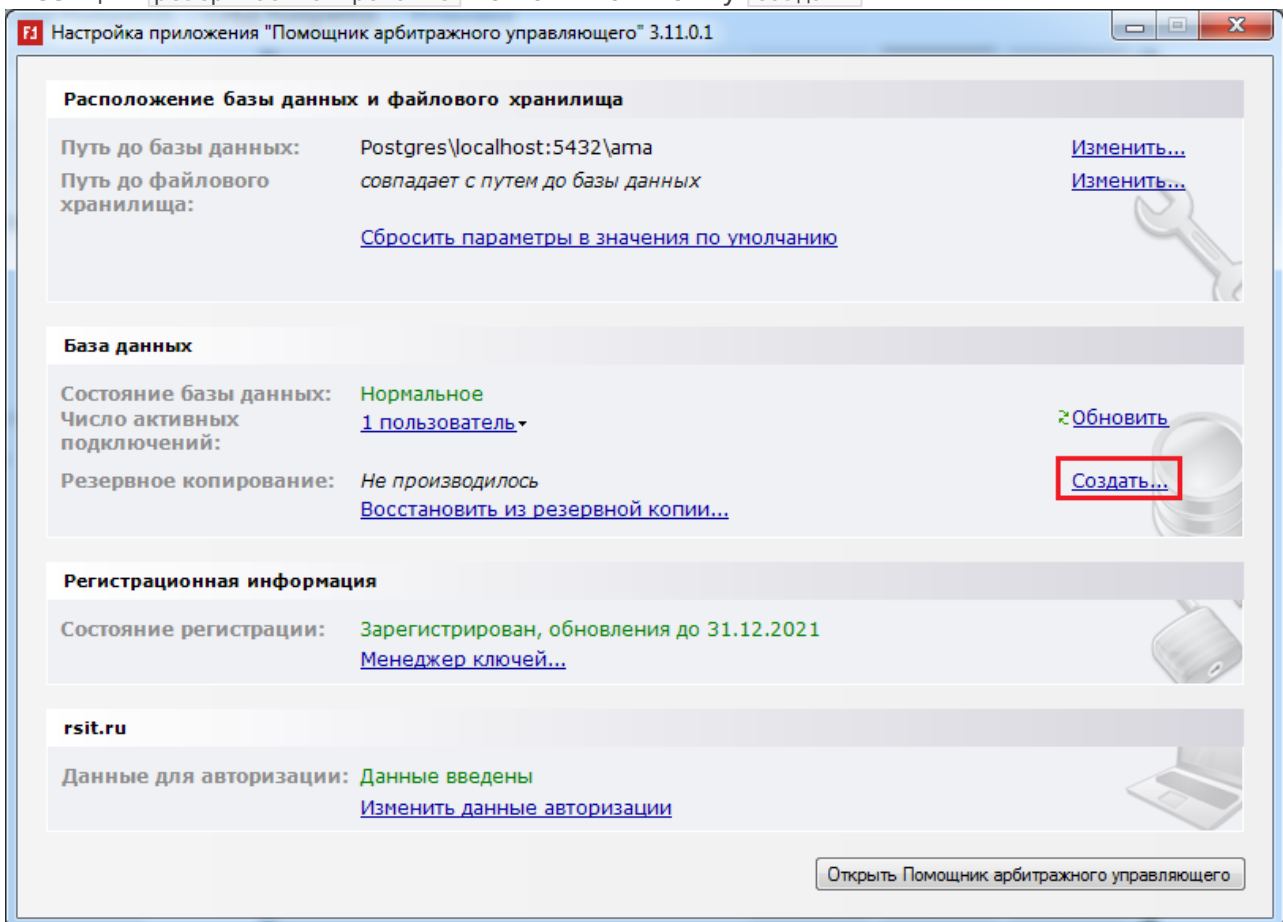 Настройка приложения "Помощник арбитражного управляющего" 3.11.0.1
Расположение базы данных и файлового хранилища
Путь до базы данных: Postgres\localhost:5432\ama Изменить...
Путь до файлового совпадает с путем до базы данных Изменить...
хранилища:
Сбросить параметры в значения по умолчанию
База данных
Состояние базы данных: Нормальное
Число активных 1 пользователь Обновить
подключений:
Резервное копирование: Не производилось Создать...
Восстановить из резервной копии...
Регистрационная информация
Состояние регистрации: Зарегистрирован, обновления до 31.12.2021
Менеджер ключей...
rsit.ru
Данные для авторизации: Данные введены
Изменить данные авторизации
Открыть Помощник арбитражного управляющего